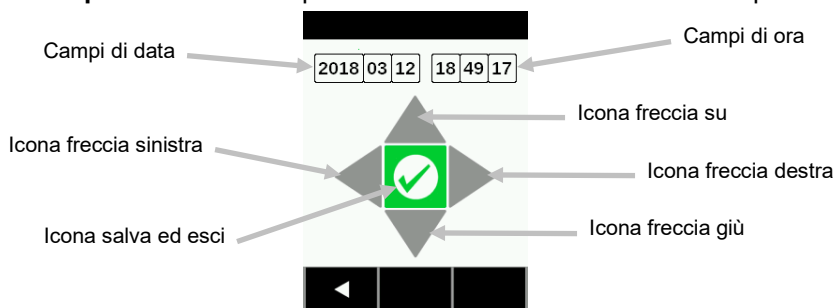 Campi di data
Campi di ora
2018 03 12 18 49 17
Icona freccia su
Icona freccia sinistra
Icona freccia destra
Icona salva ed esci
Icona freccia giù